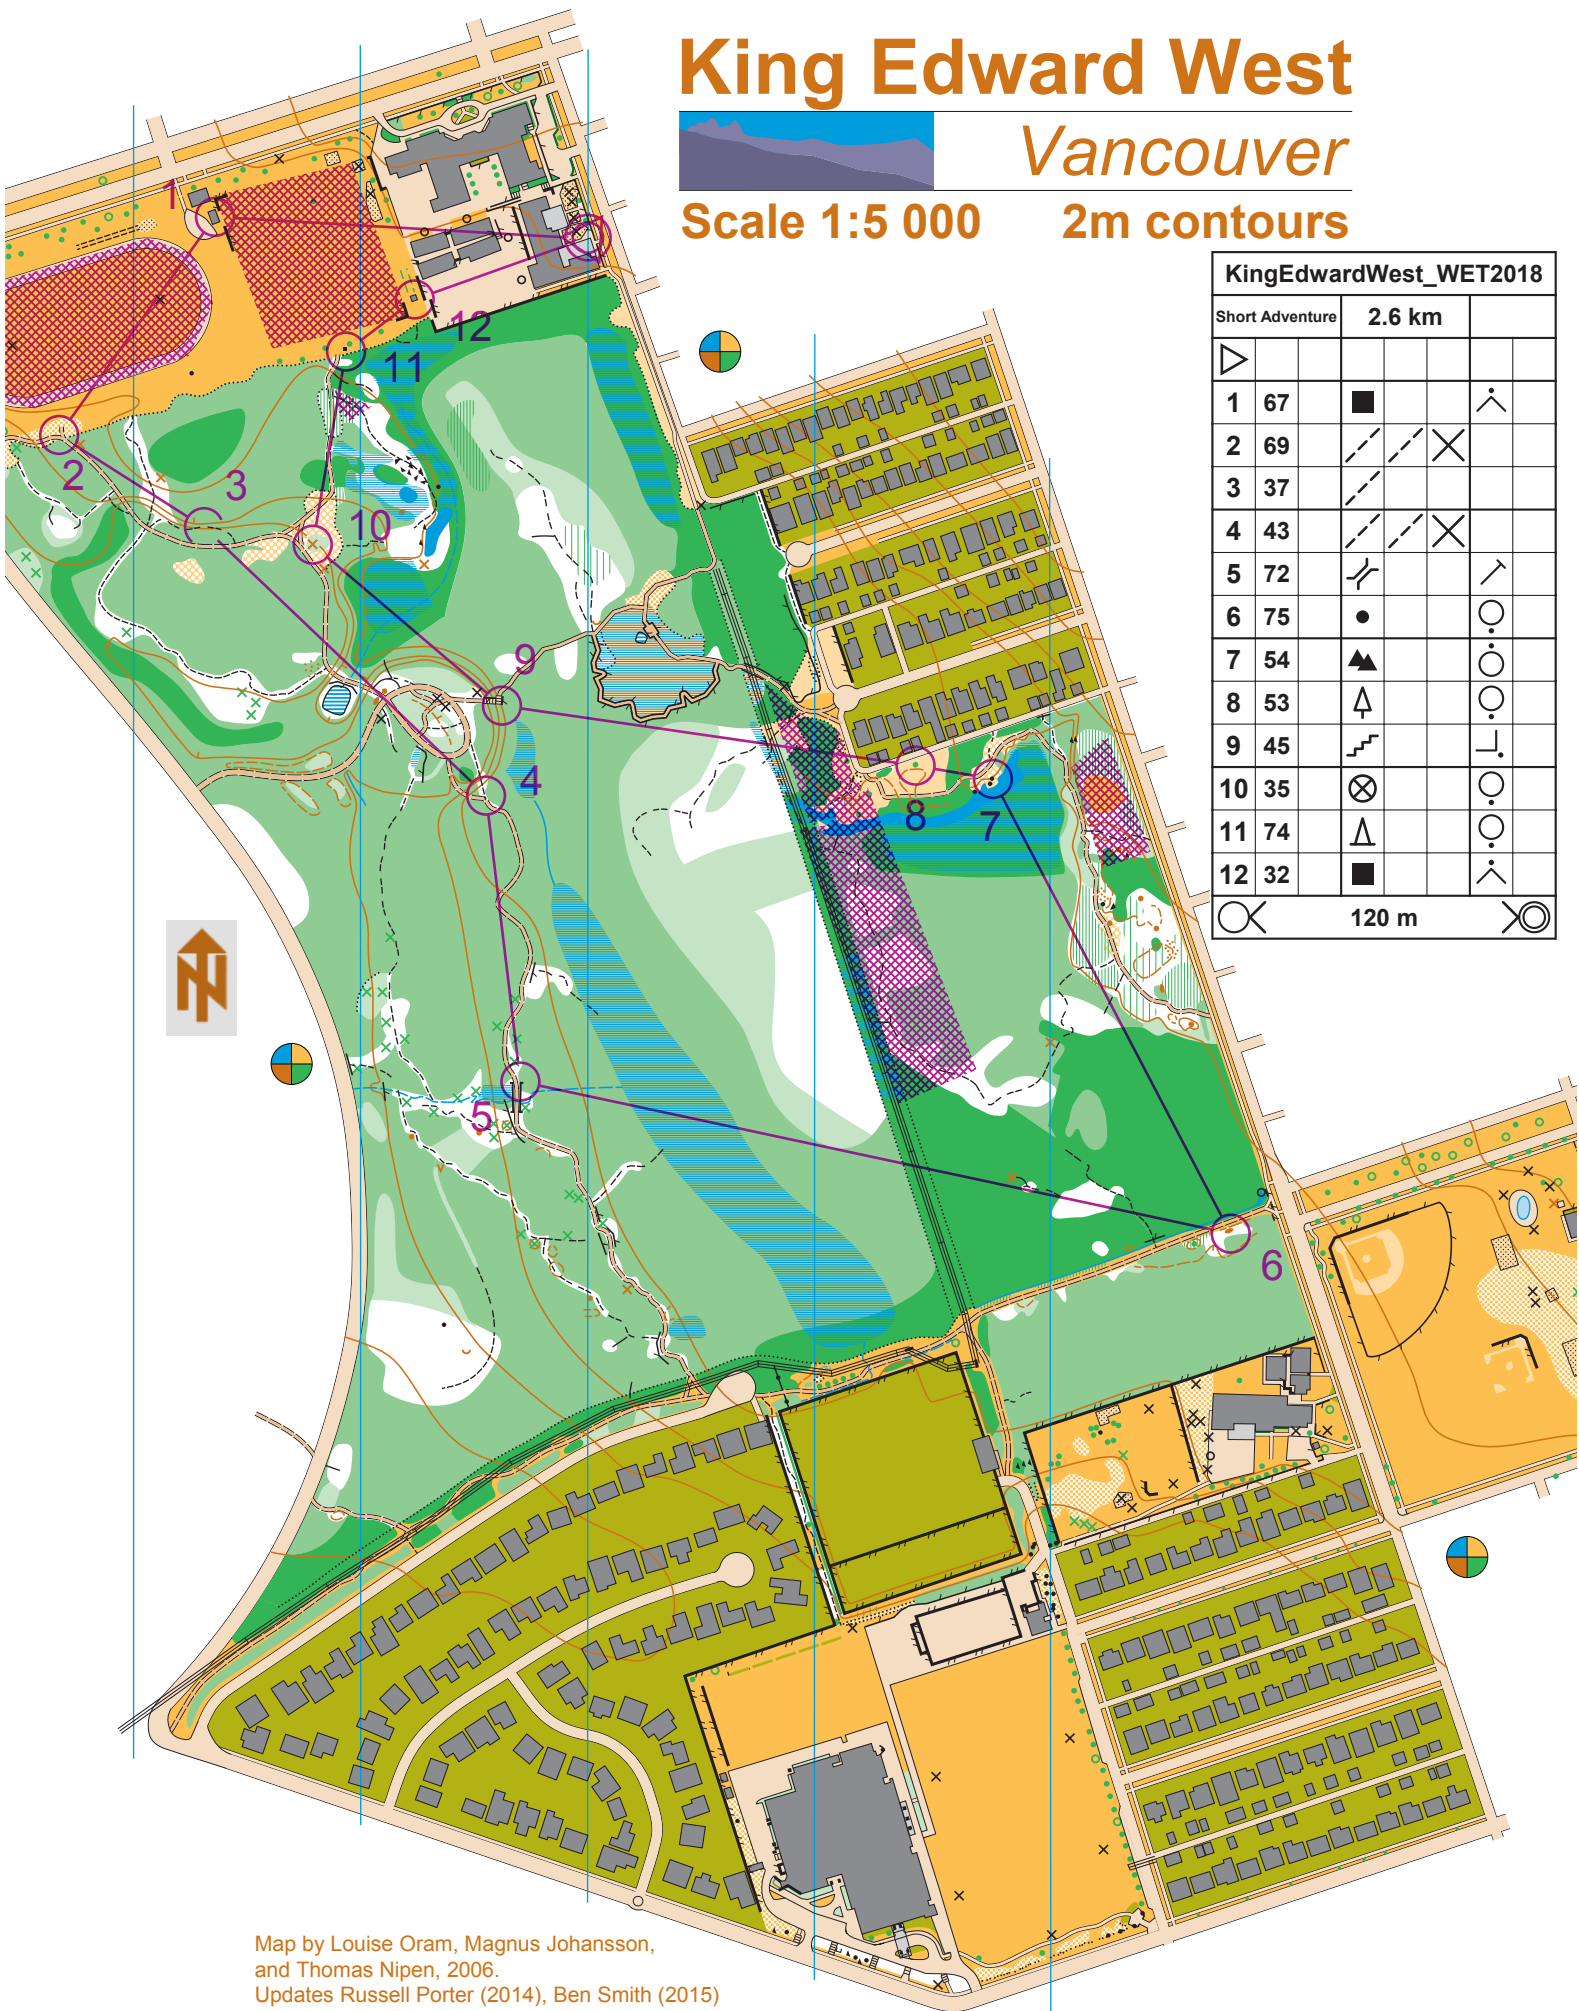 King Edward West
Vancouver
Scale 1:5 000 2m contours
KingEdwardWest_WET2018
Short Adventure 2.6 km
1 67
2 69
3 37
4 43
5 72
6 75
7 54
8 53
9 45
10 35
11 74
12 32
120 m
1
12
11
2
3
10
9
4
8
7
5
6
N
Map by Louise Oram, Magnus Johansson,
and Thomas Nipen, 2006.
Updates Russell Porter (2014), Ben Smith (2015)